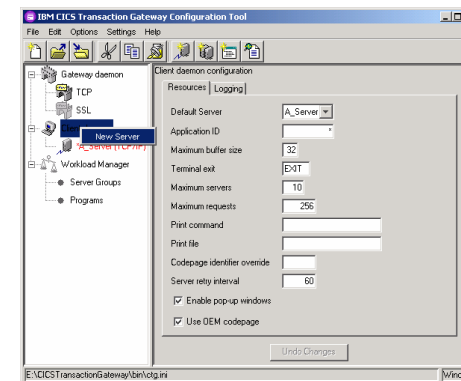 IBM CICS Transaction Gateway Configuration Tool
File Edit Options Settings Help
Gateway daemon
TCP
SSL
New Server
"A_Server (TCP/IP)
Workload Manager
Server Groups
Programs
Client daemon configuration
Resources Logging
Default Server A_Server
Application ID *
Maximum buffer size 32
Terminal exit EXIT
Maximum servers 10
Maximum requests 256
Print command
Print file
Codepage identifier override
Server retry interval 60
Enable pop-up windows
Use OEM codepage
Undo Changes
E:\CICSTransactionGateway\bin\ctg.ini